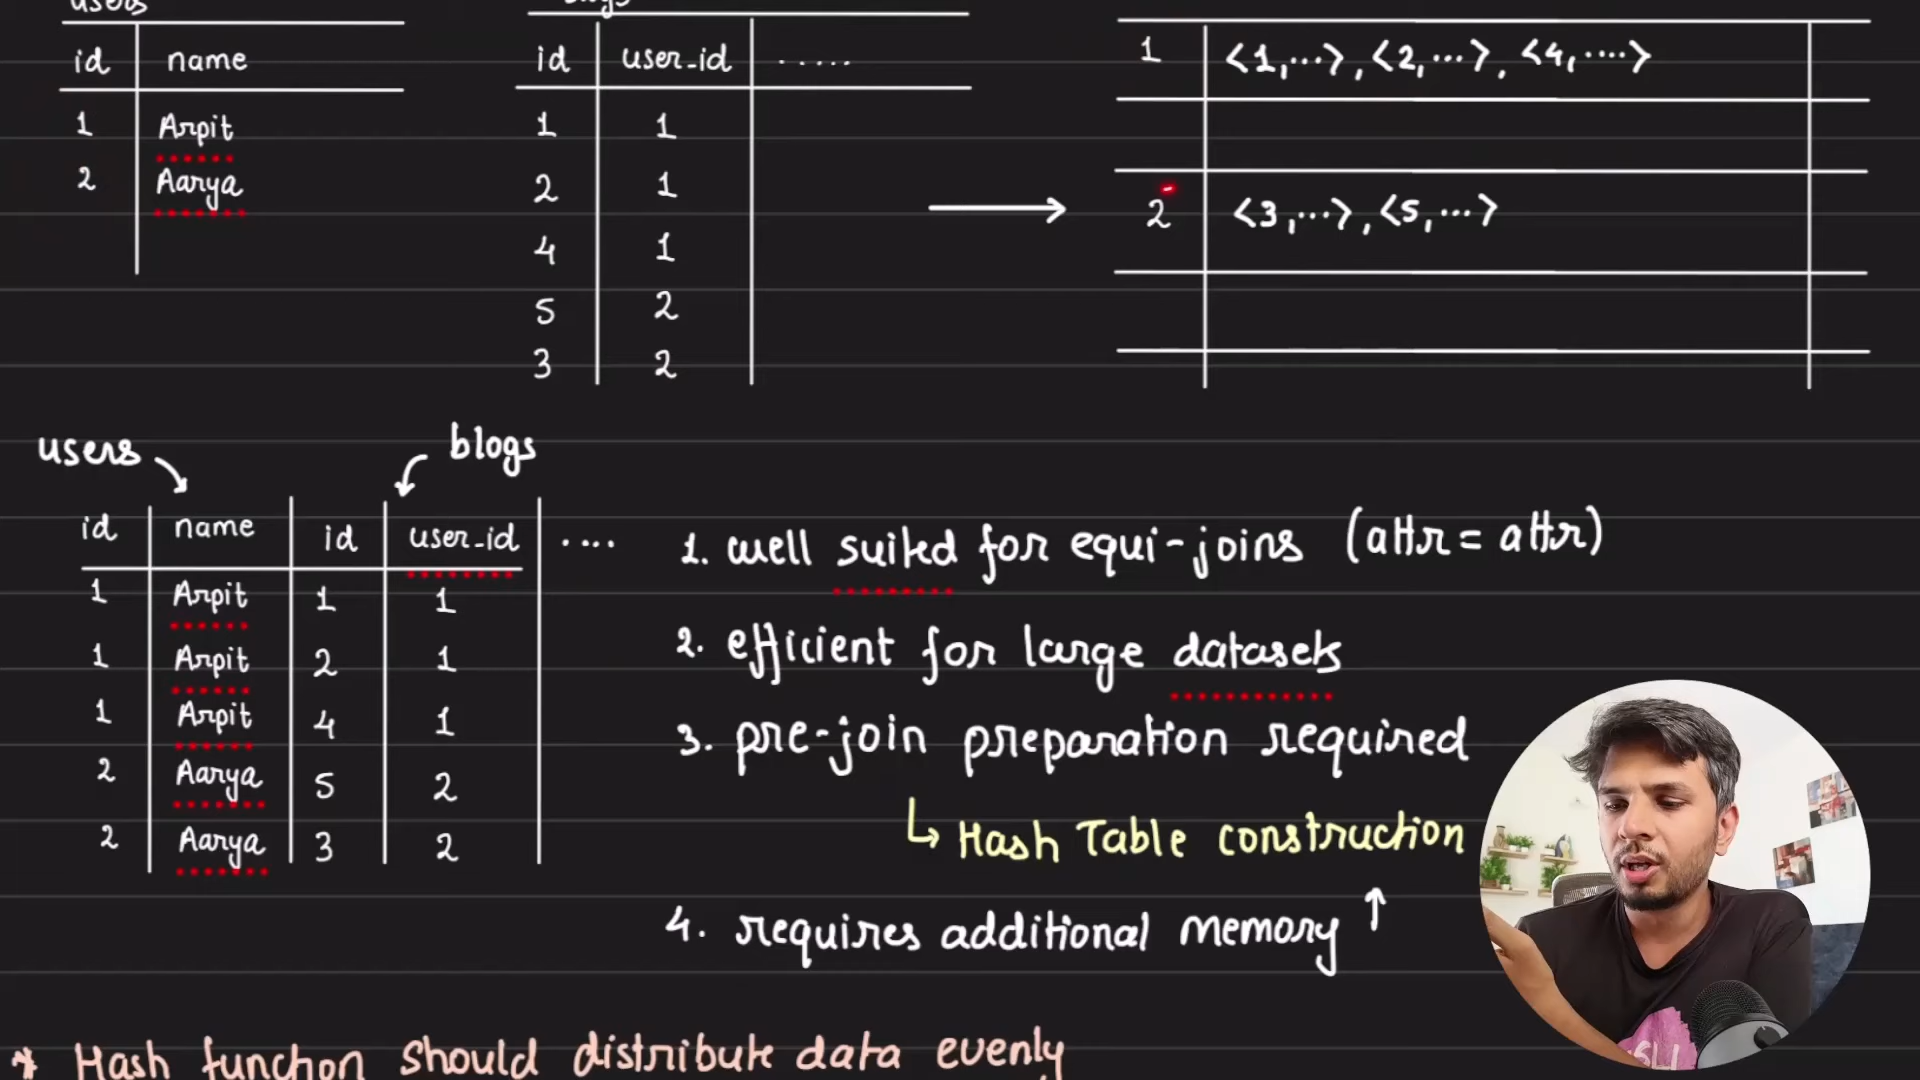 users
id name
1 Arpit
2 Aarya
id user_id .....
1 1
2 1
4 1
5 2
3 2
1 <1,...>, <2,...>, <4,....>
2 <3,...>, <5,...>
users blogs
id name id user_id ....
1 Arpit 1 1
1 Arpit 2 1
1 Arpit 4 1
2 Aarya 5 2
2 Aarya 3 2
1. well suited for equi-joins (attr = attr)
2. efficient for large datasets
3. pre-join preparation required
↳ Hash Table construction
4. requires additional memory ↑
* Hash function should distribute data evenly